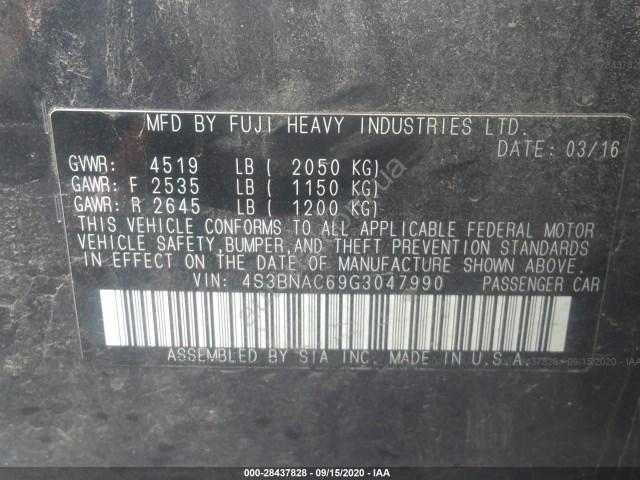 MFD BY FUJI HEAVY INDUSTRIES LTD.
DATE: 03/16
GVWR: 4519 LB ( 2050 KG)
GAWR: F 2535 LB ( 1150 KG)
GAWR: R 2645 LB ( 1200 KG)
THIS VEHICLE CONFORMS TO ALL APPLICABLE FEDERAL MOTOR
VEHICLE SAFETY, BUMPER, AND THEFT PREVENTION STANDARDS
IN EFFECT ON THE DATE OF MANUFACTURE SHOWN ABOVE.
VIN: 4S3BNAC69G3047990 PASSENGER CAR
ASSEMBLED BY SIA INC. MADE IN U.S.A.
000-28437828 - 09/15/2020 - IAA